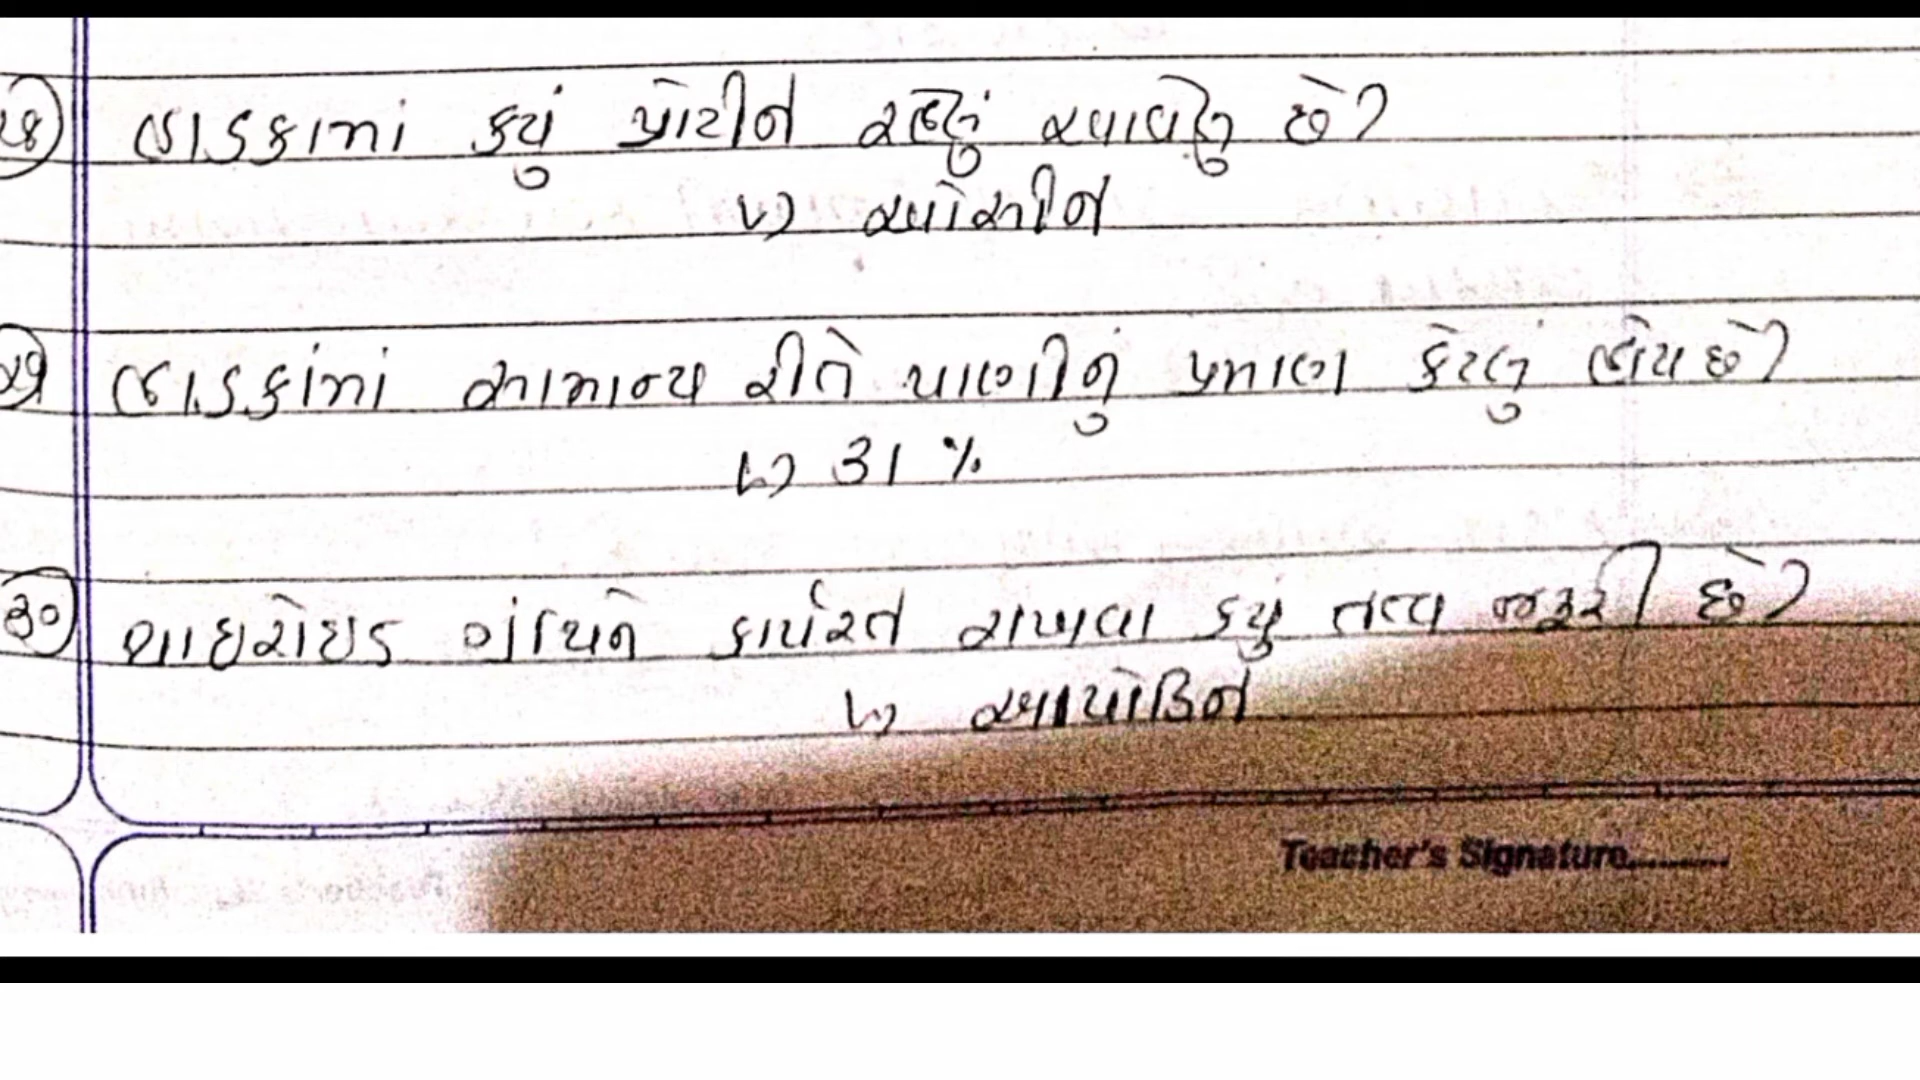 ૨૮) હાડકામાં કયું પ્રોટીન રહેલું આવેલુ છે?
↳ ઓસીન
૨૯) હાડકાંમાં સામાન્ય રીતે પાણીનું પ્રમાણ કેટલું હોય છે?
↳ 31 %
૩૦) થાઇરોઇડ ગ્રંથિને કાર્યરત રાખવા કયું તત્વ જરૂરી છે?
↳ આયોડિન
Teacher's Signature..........